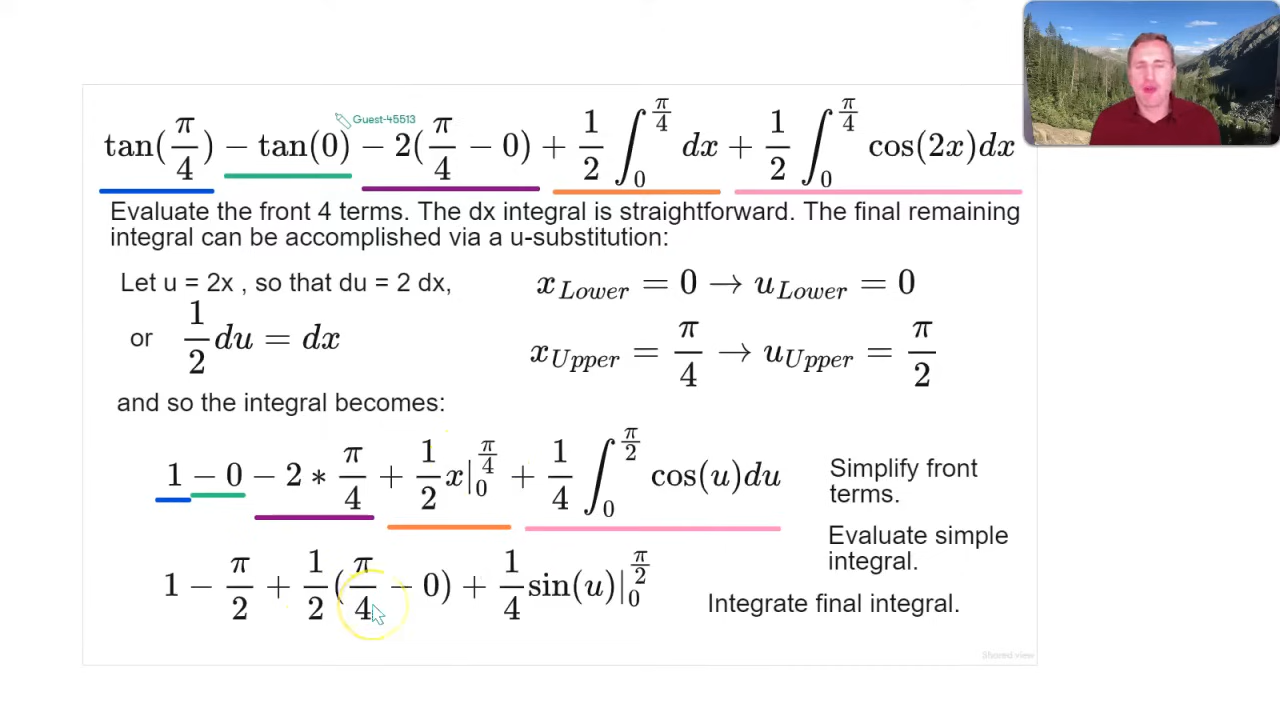 Guest-45513
tan(π/4) − tan(0) − 2(π/4 − 0) + 1/2 ∫₀^(π/4) dx + 1/2 ∫₀^(π/4) cos(2x)dx
Evaluate the front 4 terms. The dx integral is straightforward. The final remaining
integral can be accomplished via a u-substitution:
Let u = 2x , so that du = 2 dx,
x_Lower = 0 → u_Lower = 0
or 1/2 du = dx
x_Upper = π/4 → u_Upper = π/2
and so the integral becomes:
1 − 0 − 2 * π/4 + 1/2 x|₀^(π/4) + 1/4 ∫₀^(π/2) cos(u)du
Simplify front
terms.
Evaluate simple
integral.
1 − π/2 + 1/2(π/4 − 0) + 1/4 sin(u)|₀^(π/2)
Integrate final integral.
Shared view